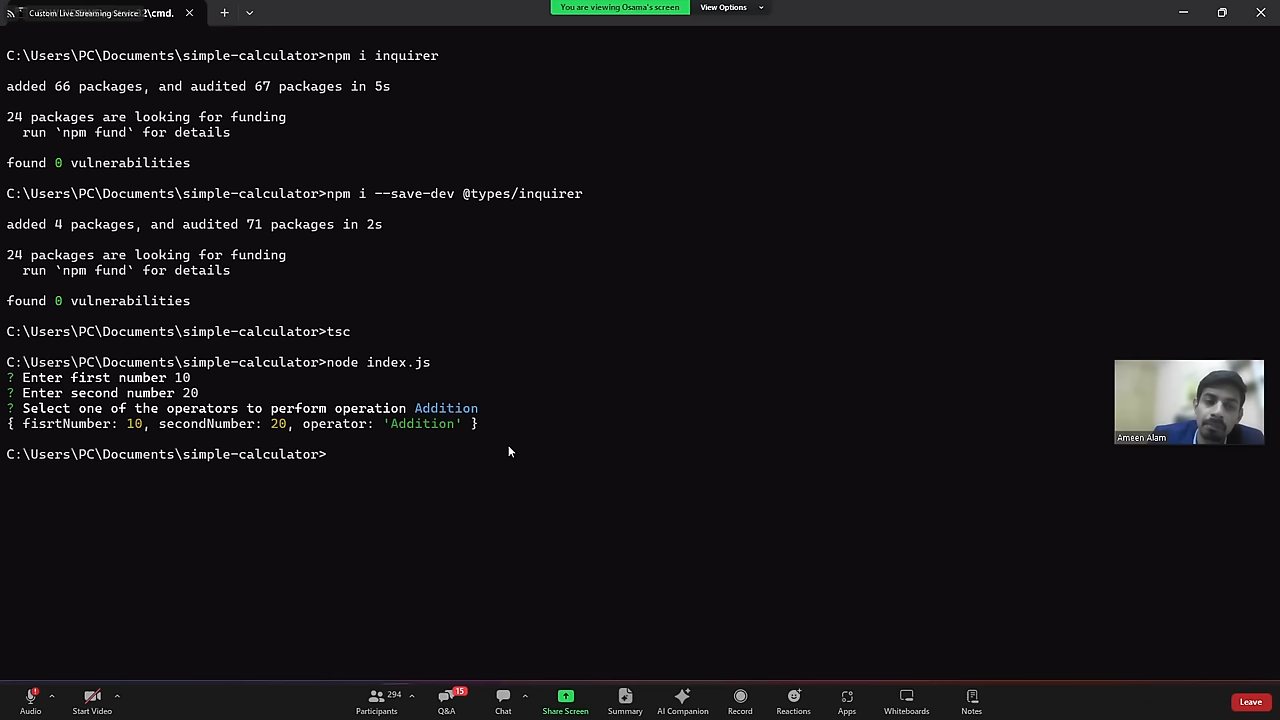 Custom Live Streaming Service 2\cmd.
You are viewing Osama's screen
View Options
C:\Users\PC\Documents\simple-calculator>npm i inquirer
added 66 packages, and audited 67 packages in 5s
24 packages are looking for funding
run `npm fund` for details
found 0 vulnerabilities
C:\Users\PC\Documents\simple-calculator>npm i --save-dev @types/inquirer
added 4 packages, and audited 71 packages in 2s
24 packages are looking for funding
run `npm fund` for details
found 0 vulnerabilities
C:\Users\PC\Documents\simple-calculator>tsc
C:\Users\PC\Documents\simple-calculator>node index.js
? Enter first number 10
? Enter second number 20
? Select one of the operators to perform operation Addition
{ fisrtNumber: 10, secondNumber: 20, operator: 'Addition' }
C:\Users\PC\Documents\simple-calculator>
Ameen Alam
294
15
Audio
Start Video
Participants
Q&A
Chat
Share Screen
Summary
AI Companion
Record
Reactions
Apps
Whiteboards
Notes
Leave